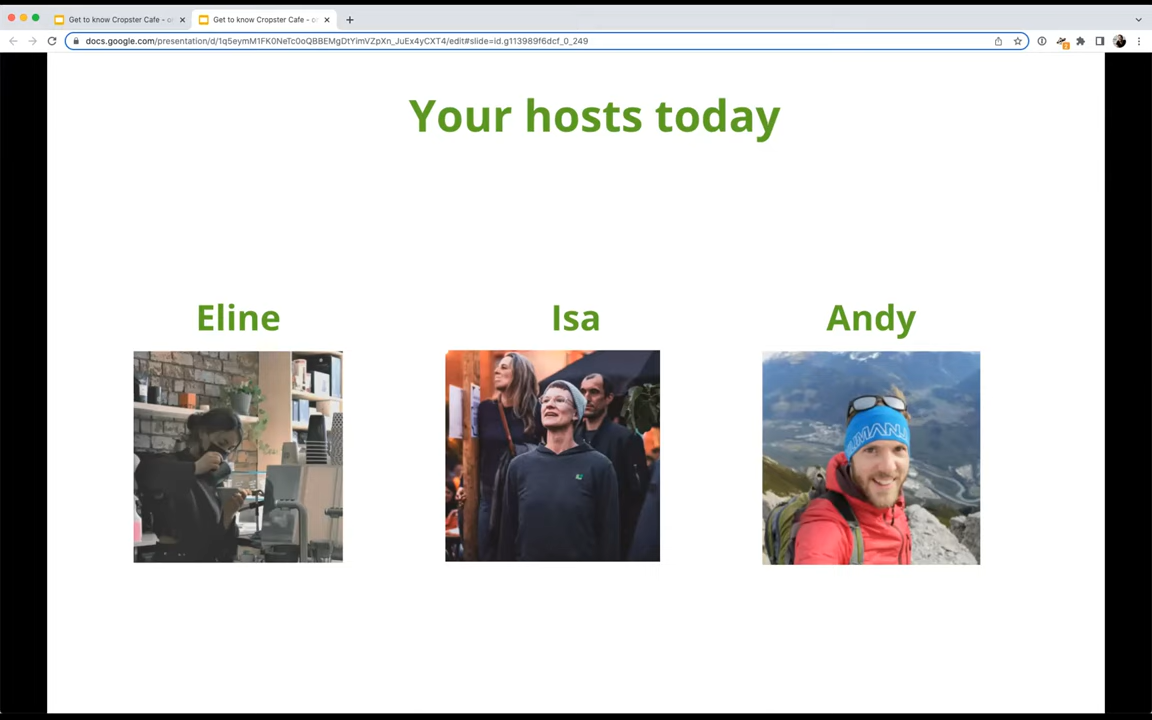 Get to know Cropster Cafe - o
Get to know Cropster Cafe - o
docs.google.com/presentation/d/1q5eymM1FK0NeTc0oQBBEMgDtYimVZpXn_JuEx4yCXT4/edit#slide=id.g113989f6dcf_0_249
2
Your hosts today
Eline
Isa
Andy